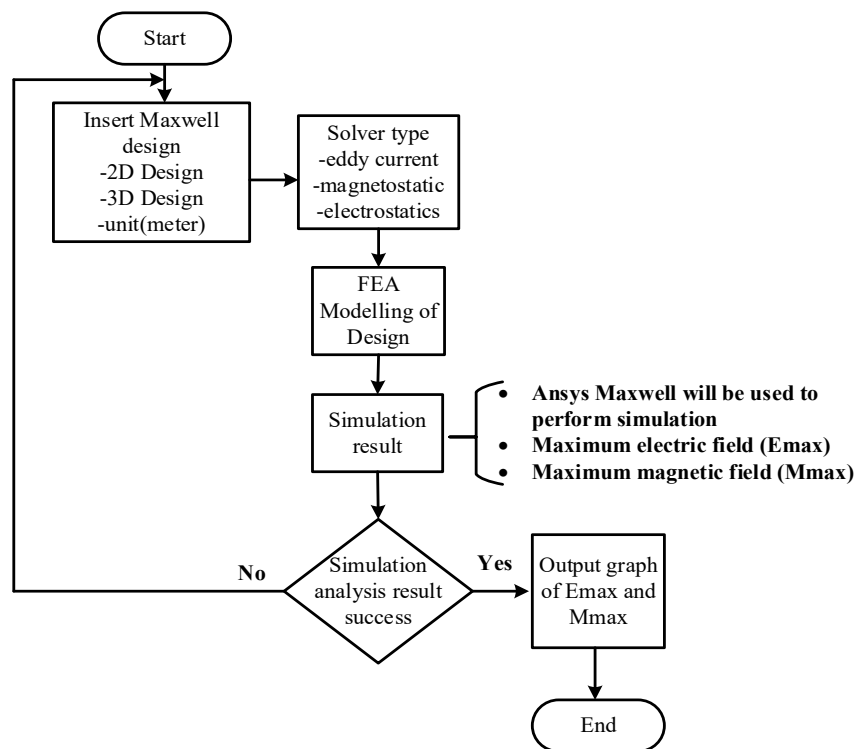 Start
Insert Maxwell
design
-2D Design
-3D Design
-unit(meter)
Solver type
-eddy current
-magnetostatic
-electrostatics
FEA
Modelling of
Design
Simulation
result
• Ansys Maxwell will be used to
perform simulation
• Maximum electric field (Emax)
• Maximum magnetic field (Mmax)
Simulation
analysis result
success
No
Yes
Output graph
of Emax and
Mmax
End